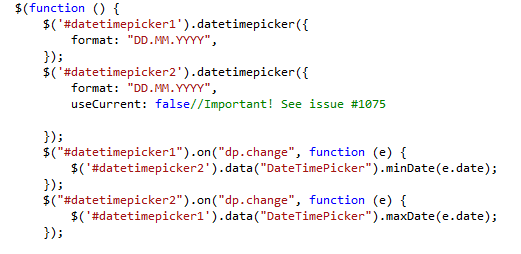 $(function () {
    $('#datetimepicker1').datetimepicker({
        format: "DD.MM.YYYY",
    });
    $('#datetimepicker2').datetimepicker({
        format: "DD.MM.YYYY",
        useCurrent: false//Important! See issue #1075
    });
    $("#datetimepicker1").on("dp.change", function (e) {
        $('#datetimepicker2').data("DateTimePicker").minDate(e.date);
    });
    $("#datetimepicker2").on("dp.change", function (e) {
        $('#datetimepicker1').data("DateTimePicker").maxDate(e.date);
    });